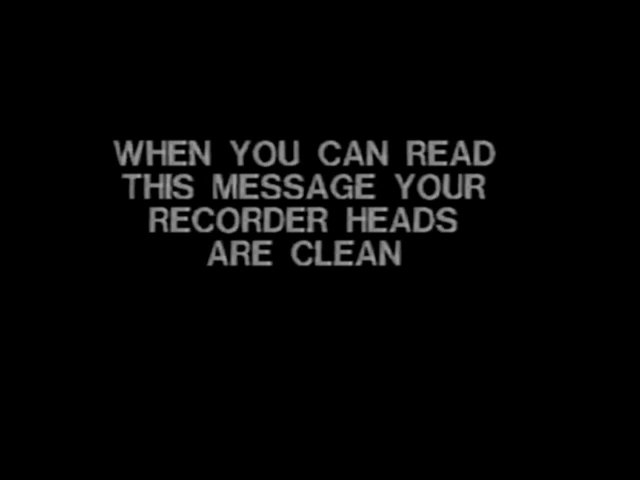 WHEN YOU CAN READ
THIS MESSAGE YOUR
RECORDER HEADS
ARE CLEAN